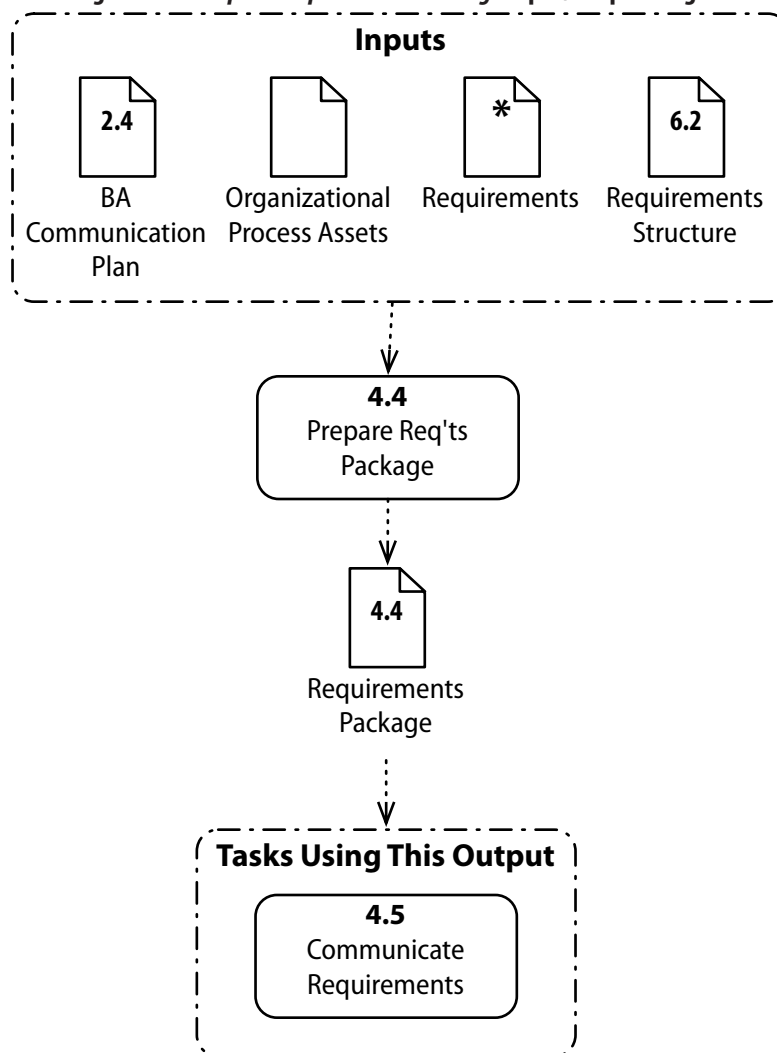 Inputs
2.4
*
6.2
BA
Communication
Plan
Organizational
Process Assets
Requirements
Requirements
Structure
4.4
Prepare Req'ts
Package
4.4
Requirements
Package
Tasks Using This Output
4.5
Communicate
Requirements